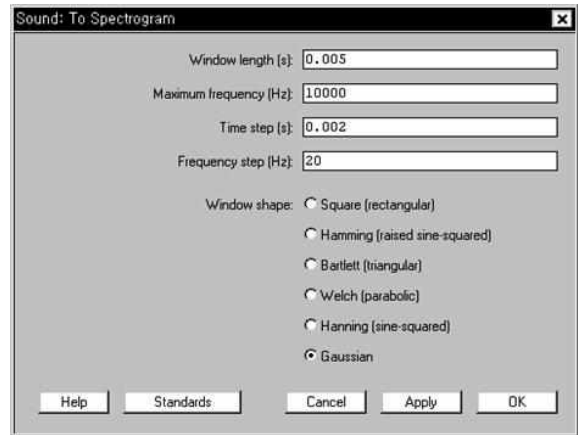 Sound: To Spectrogram
Window length (s): 0.005
Maximum frequency (Hz): 10000
Time step (s): 0.002
Frequency step (Hz): 20
Window shape: Square (rectangular)
Hamming (raised sine-squared)
Bartlett (triangular)
Welch (parabolic)
Hanning (sine-squared)
Gaussian
Help Standards Cancel Apply OK